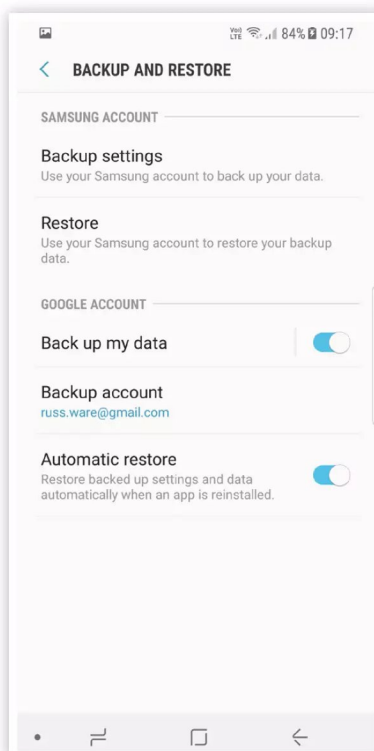 VoLTE 84% 09:17
BACKUP AND RESTORE
SAMSUNG ACCOUNT
Backup settings
Use your Samsung account to back up your data.
Restore
Use your Samsung account to restore your backup
data.
GOOGLE ACCOUNT
Back up my data
Backup account
russ.ware@gmail.com
Automatic restore
Restore backed up settings and data
automatically when an app is reinstalled.